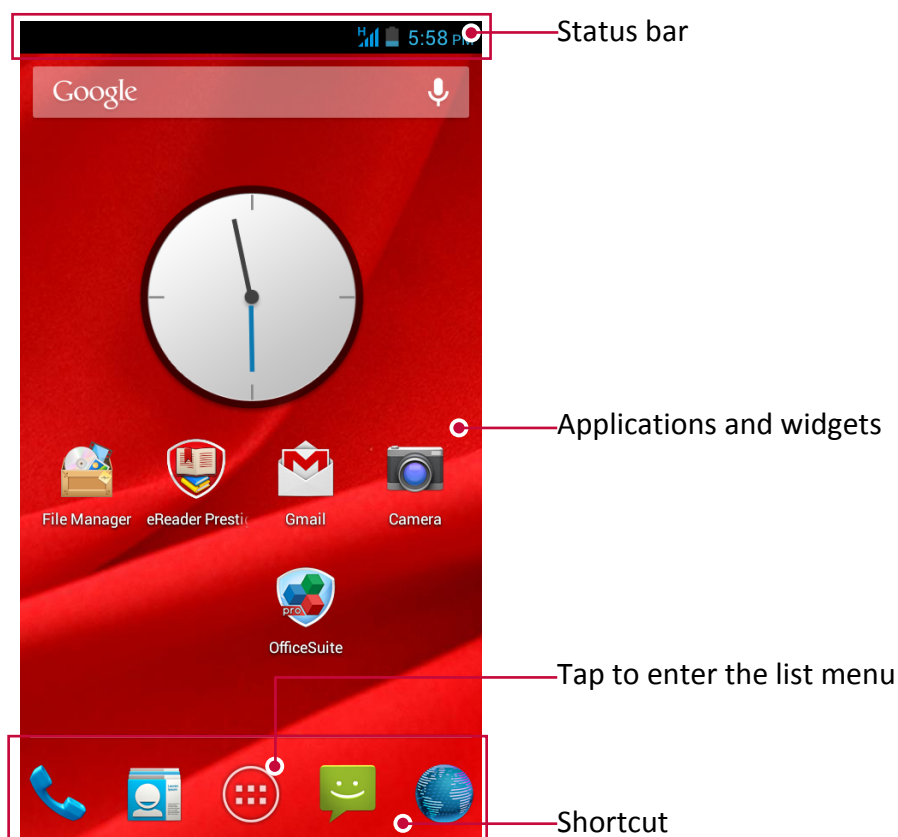 H 5:58 PM
Status bar
Google
Applications and widgets
File Manager eReader Prestig Gmail Camera
pro
OfficeSuite
Tap to enter the list menu
Shortcut